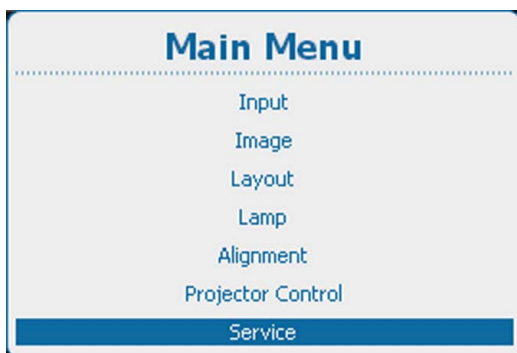 Main Menu
Input
Image
Layout
Lamp
Alignment
Projector Control
Service